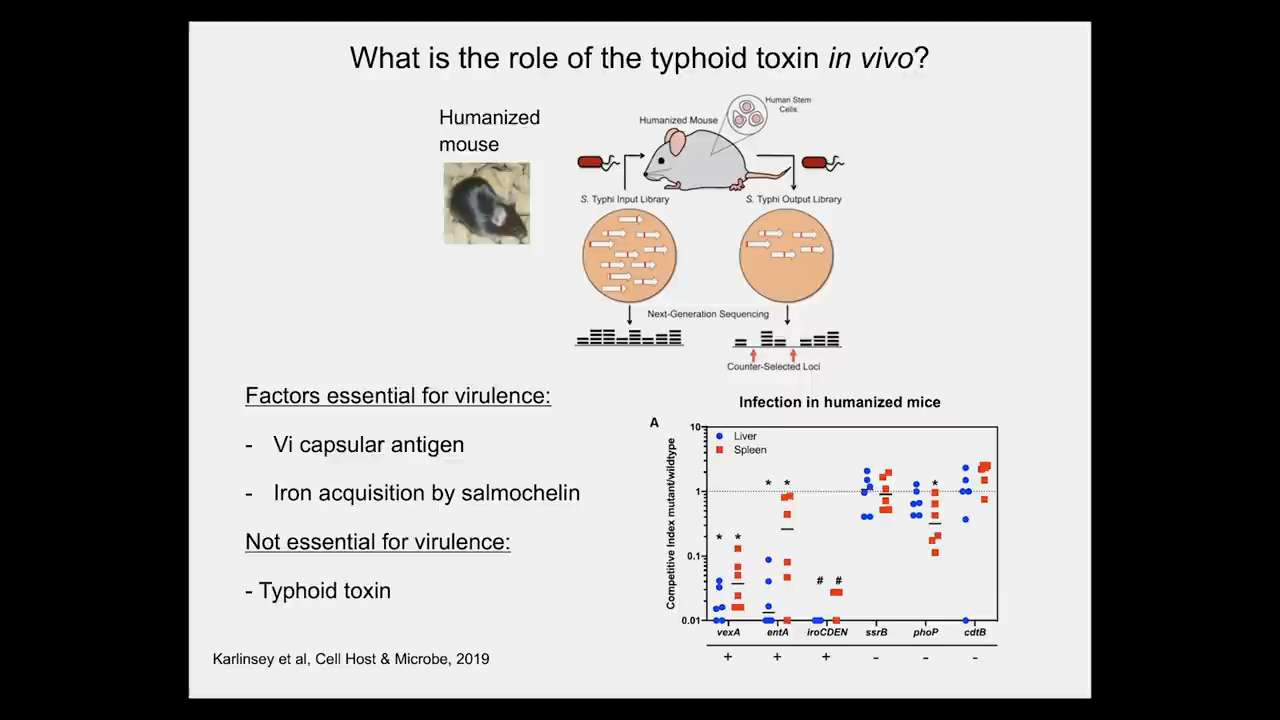 What is the role of the typhoid toxin in vivo?
Humanized
mouse
Humanized Mouse
Human Stem
Cells
S. Typhi Input Library
S. Typhi Output Library
Next-Generation Sequencing
Counter-Selected Loci
Factors essential for virulence:
- Vi capsular antigen
- Iron acquisition by salmochelin
Not essential for virulence:
- Typhoid toxin
Karlinsey et al, Cell Host & Microbe, 2019
Infection in humanized mice
A
Competitive Index mutant/wildtype
10
1
0.1
0.01
Liver
Spleen
* * * * # # *
vexA entA iroCDEN ssrB phoP cdtB
+ + + - - -